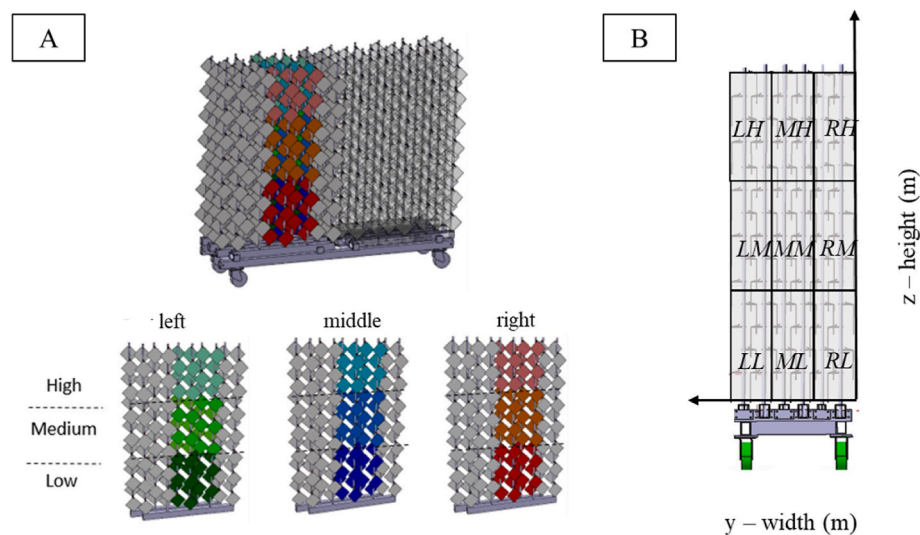 A
B
left
middle
right
High
Medium
Low
LH MH RH
LM MM RM
LL ML RL
z – height (m)
y – width (m)